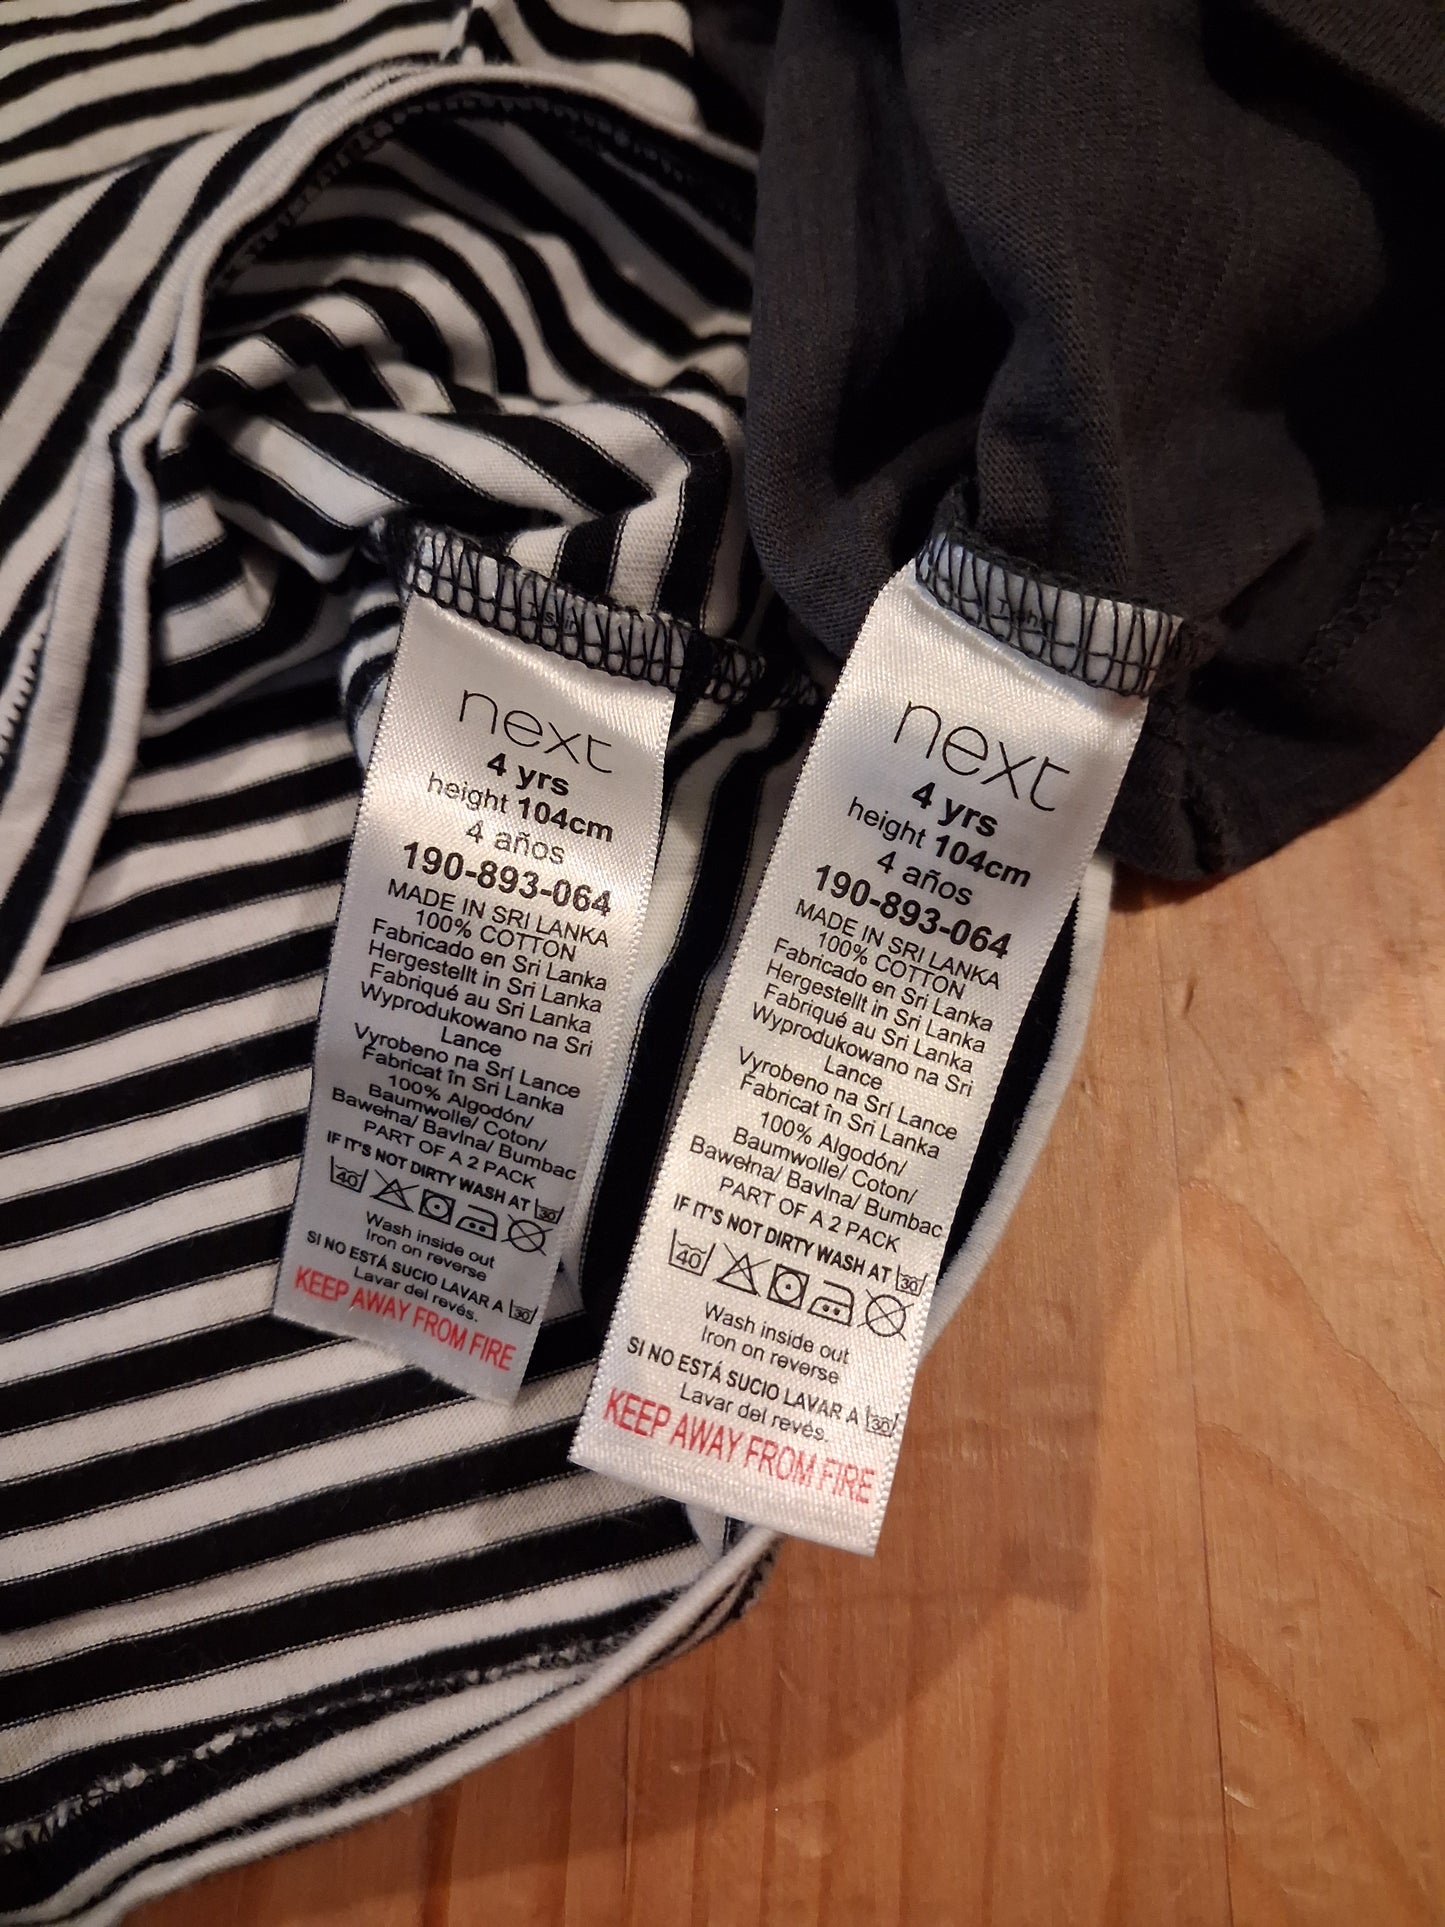 next
4 yrs
height 104cm
4 años
190-893-064
MADE IN SRI LANKA
100% COTTON
Fabricado en Sri Lanka
Hergestellt in Sri Lanka
Fabriqué au Sri Lanka
Wyprodukowano na Sri
Lance
Vyrobeno na Srí Lance
Fabricat în Sri Lanka
100% Algodón/
Baumwolle/ Coton/
Bawełna/ Bavlna/ Bumbac
PART OF A 2 PACK
IF IT'S NOT DIRTY WASH AT 30
40
Wash inside out
Iron on reverse
SI NO ESTÁ SUCIO LAVAR A 30
Lavar del revés.
KEEP AWAY FROM FIRE
next
4 yrs
height 104cm
4 años
190-893-064
MADE IN SRI LANKA
100% COTTON
Fabricado en Sri Lanka
Hergestellt in Sri Lanka
Fabriqué au Sri Lanka
Wyprodukowano na Sri
Lance
Vyrobeno na Srí Lance
Fabricat în Sri Lanka
100% Algodón/
Baumwolle/ Coton/
Bawełna/ Bavlna/ Bumbac
PART OF A 2 PACK
IF IT'S NOT DIRTY WASH AT 30
40
Wash inside out
Iron on reverse
SI NO ESTÁ SUCIO LAVAR A 30
Lavar del revés.
KEEP AWAY FROM FIRE